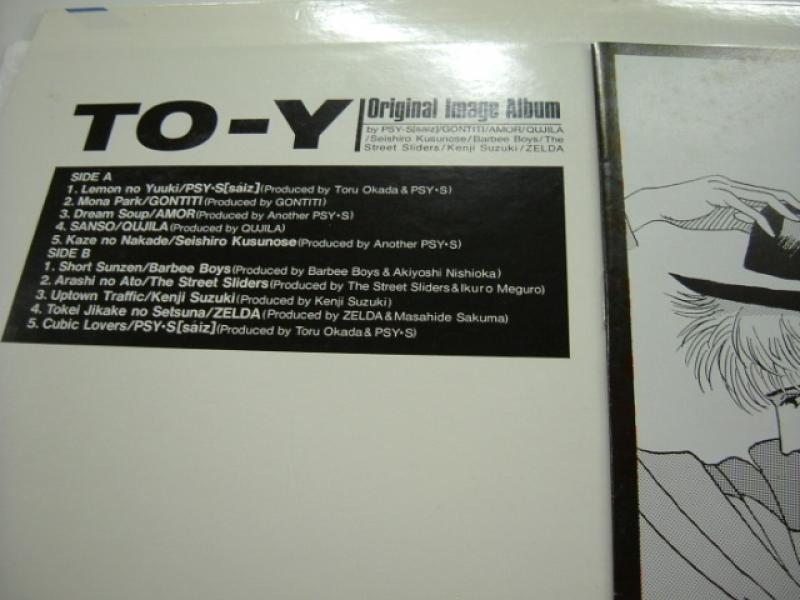 TO-Y
Original Image Album
by PSY·S[sáiz]/GONTITI/AMOR/QUJILA
/Seishiro Kusunose/Barbee Boys/The
Street Sliders/Kenji Suzuki/ZELDA
SIDE A
1. Lemon no Yuuki/PSY·S[sáiz](Produced by Toru Okada & PSY·S)
2. Mona Park/GONTITI(Produced by GONTITI)
3. Dream Soup/AMOR(Produced by Another PSY·S)
4. SANSO/QUJILA(Produced by QUJILA)
5. Kaze no Nakade/Seishiro Kusunose(Produced by Another PSY·S)
SIDE B
1. Short Sunzen/Barbee Boys(Produced by Barbee Boys & Akiyoshi Nishioka)
2. Arashi no Ato/The Street Sliders(Produced by The Street Sliders & Ikuro Meguro)
3. Uptown Traffic/Kenji Suzuki(Produced by Kenji Suzuki)
4. Tokei Jikake no Setsuna/ZELDA(Produced by ZELDA & Masahide Sakuma)
5. Cubic Lovers/PSY·S[sáiz](Produced by Toru Okada & PSY·S)